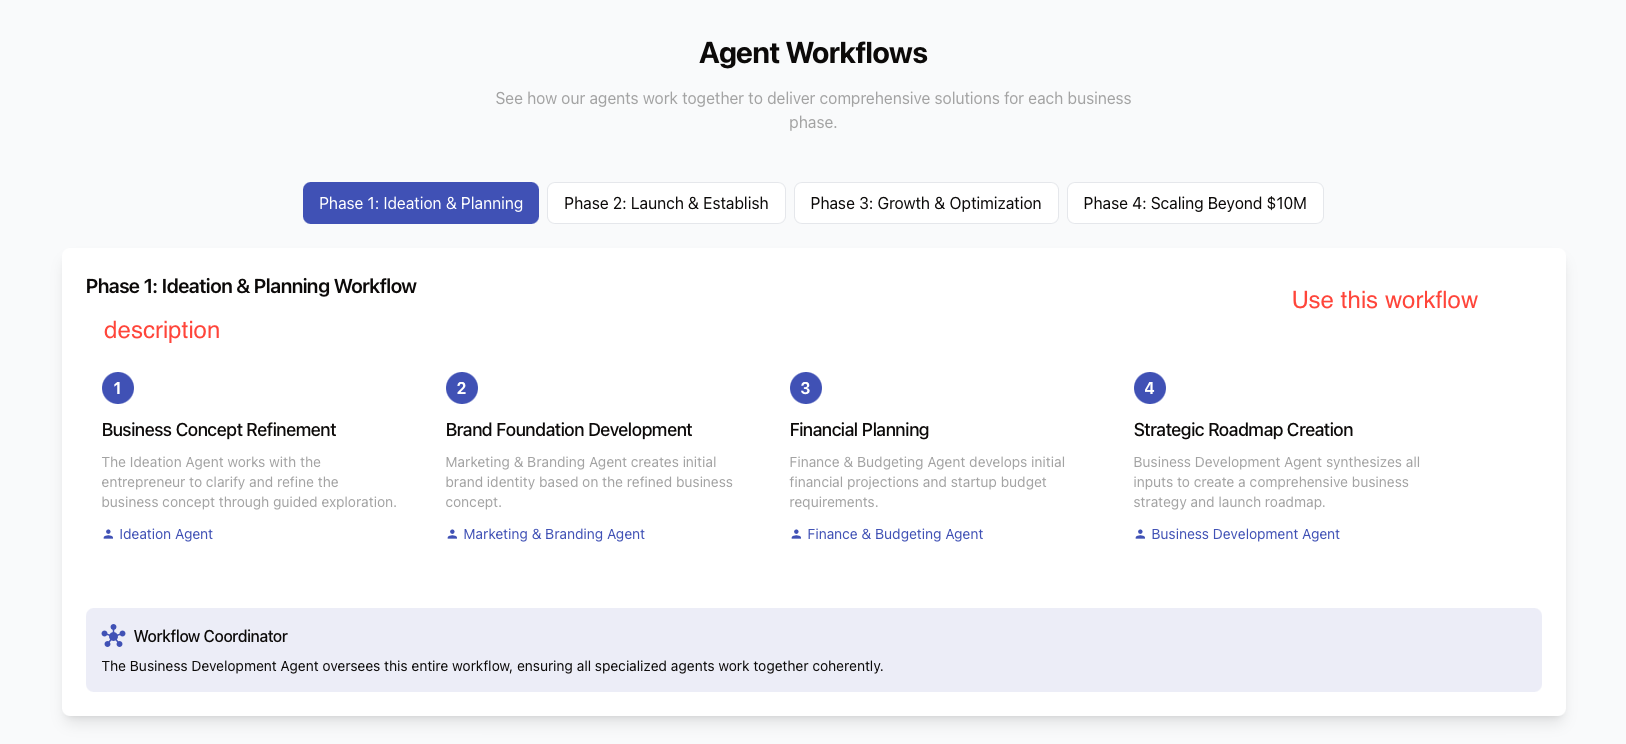 Agent Workflows
See how our agents work together to deliver comprehensive solutions for each business
phase.
Phase 1: Ideation & Planning
Phase 2: Launch & Establish
Phase 3: Growth & Optimization
Phase 4: Scaling Beyond $10M
Phase 1: Ideation & Planning Workflow
Use this workflow
description
1
Business Concept Refinement
The Ideation Agent works with the
entrepreneur to clarify and refine the
business concept through guided exploration.
Ideation Agent
2
Brand Foundation Development
Marketing & Branding Agent creates initial
brand identity based on the refined business
concept.
Marketing & Branding Agent
3
Financial Planning
Finance & Budgeting Agent develops initial
financial projections and startup budget
requirements.
Finance & Budgeting Agent
4
Strategic Roadmap Creation
Business Development Agent synthesizes all
inputs to create a comprehensive business
strategy and launch roadmap.
Business Development Agent
Workflow Coordinator
The Business Development Agent oversees this entire workflow, ensuring all specialized agents work together coherently.